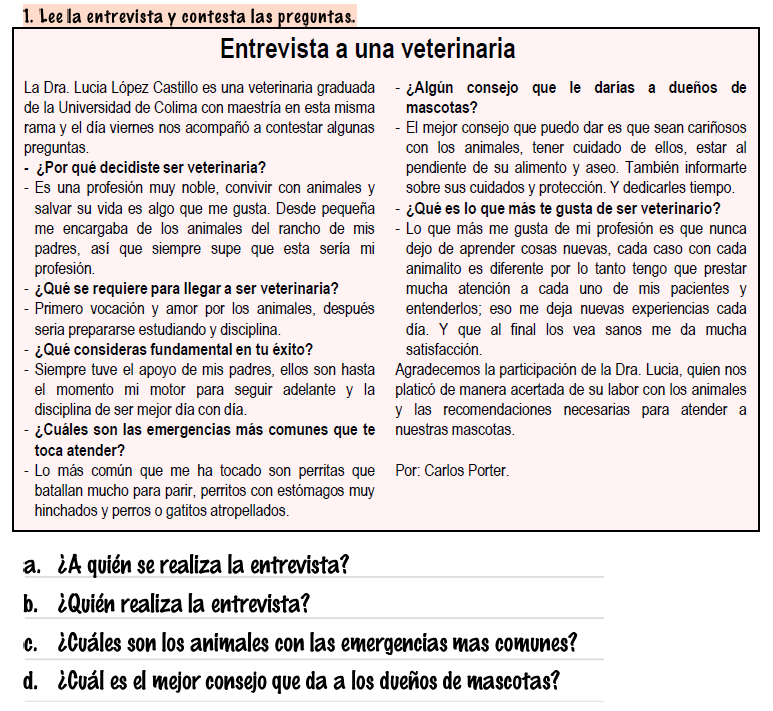 1. Lee la entrevista y contesta las preguntas.
Entrevista a una veterinaria
La Dra. Lucia López Castillo es una veterinaria graduada
de la Universidad de Colima con maestría en esta misma
rama y el día viernes nos acompañó a contestar algunas
preguntas.
- ¿Por qué decidiste ser veterinaria?
- Es una profesión muy noble, convivir con animales y
salvar su vida es algo que me gusta. Desde pequeña
me encargaba de los animales del rancho de mis
padres, así que siempre supe que esta sería mi
profesión.
- ¿Qué se requiere para llegar a ser veterinaria?
- Primero vocación y amor por los animales, después
seria prepararse estudiando y disciplina.
- ¿Qué consideras fundamental en tu éxito?
- Siempre tuve el apoyo de mis padres, ellos son hasta
el momento mi motor para seguir adelante y la
disciplina de ser mejor día con día.
- ¿Cuáles son las emergencias más comunes que te
toca atender?
- Lo más común que me ha tocado son perritas que
batallan mucho para parir, perritos con estómagos muy
hinchados y perros o gatitos atropellados.
- ¿Algún consejo que le darías a dueños de
mascotas?
- El mejor consejo que puedo dar es que sean cariñosos
con los animales, tener cuidado de ellos, estar al
pendiente de su alimento y aseo. También informarte
sobre sus cuidados y protección. Y dedicarles tiempo.
- ¿Qué es lo que más te gusta de ser veterinario?
- Lo que más me gusta de mi profesión es que nunca
dejo de aprender cosas nuevas, cada caso con cada
animalito es diferente por lo tanto tengo que prestar
mucha atención a cada uno de mis pacientes y
entenderlos; eso me deja nuevas experiencias cada
día. Y que al final los vea sanos me da mucha
satisfacción.
Agradecemos la participación de la Dra. Lucia, quien nos
platicó de manera acertada de su labor con los animales
y las recomendaciones necesarias para atender a
nuestras mascotas.
Por: Carlos Porter.
a. ¿A quién se realiza la entrevista?
b. ¿Quién realiza la entrevista?
c. ¿Cuáles son los animales con las emergencias mas comunes?
d. ¿Cuál es el mejor consejo que da a los dueños de mascotas?